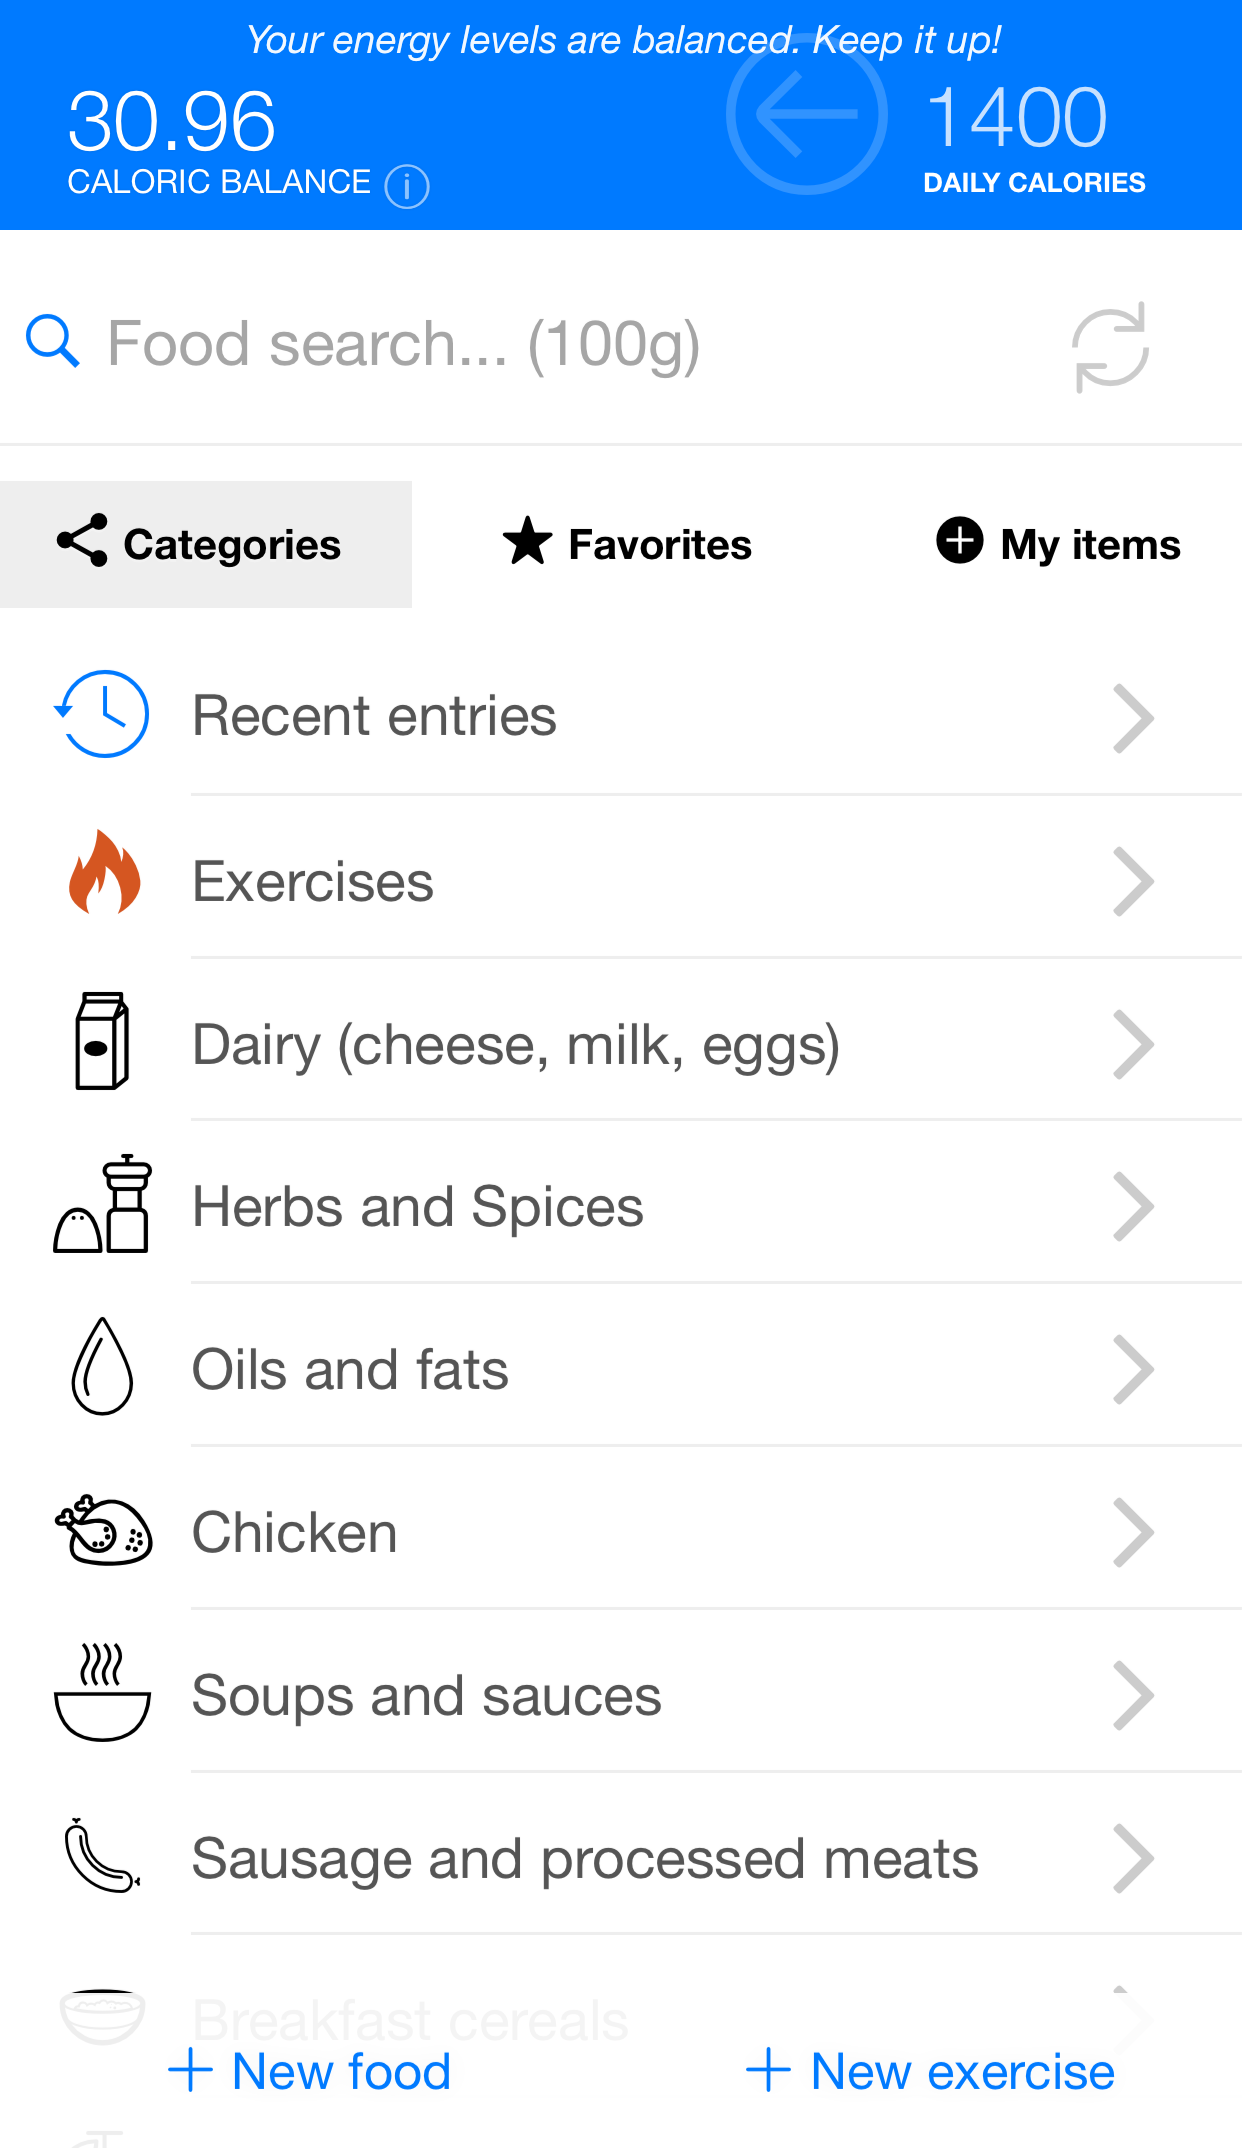 Your energy levels are balanced. Keep it up!
30.96
CALORIC BALANCE
1400
DAILY CALORIES
Food search... (100g)
Categories
Favorites
My items
Recent entries
Exercises
Dairy (cheese, milk, eggs)
Herbs and Spices
Oils and fats
Chicken
Soups and sauces
Sausage and processed meats
Breakfast cereals
New food
New exercise